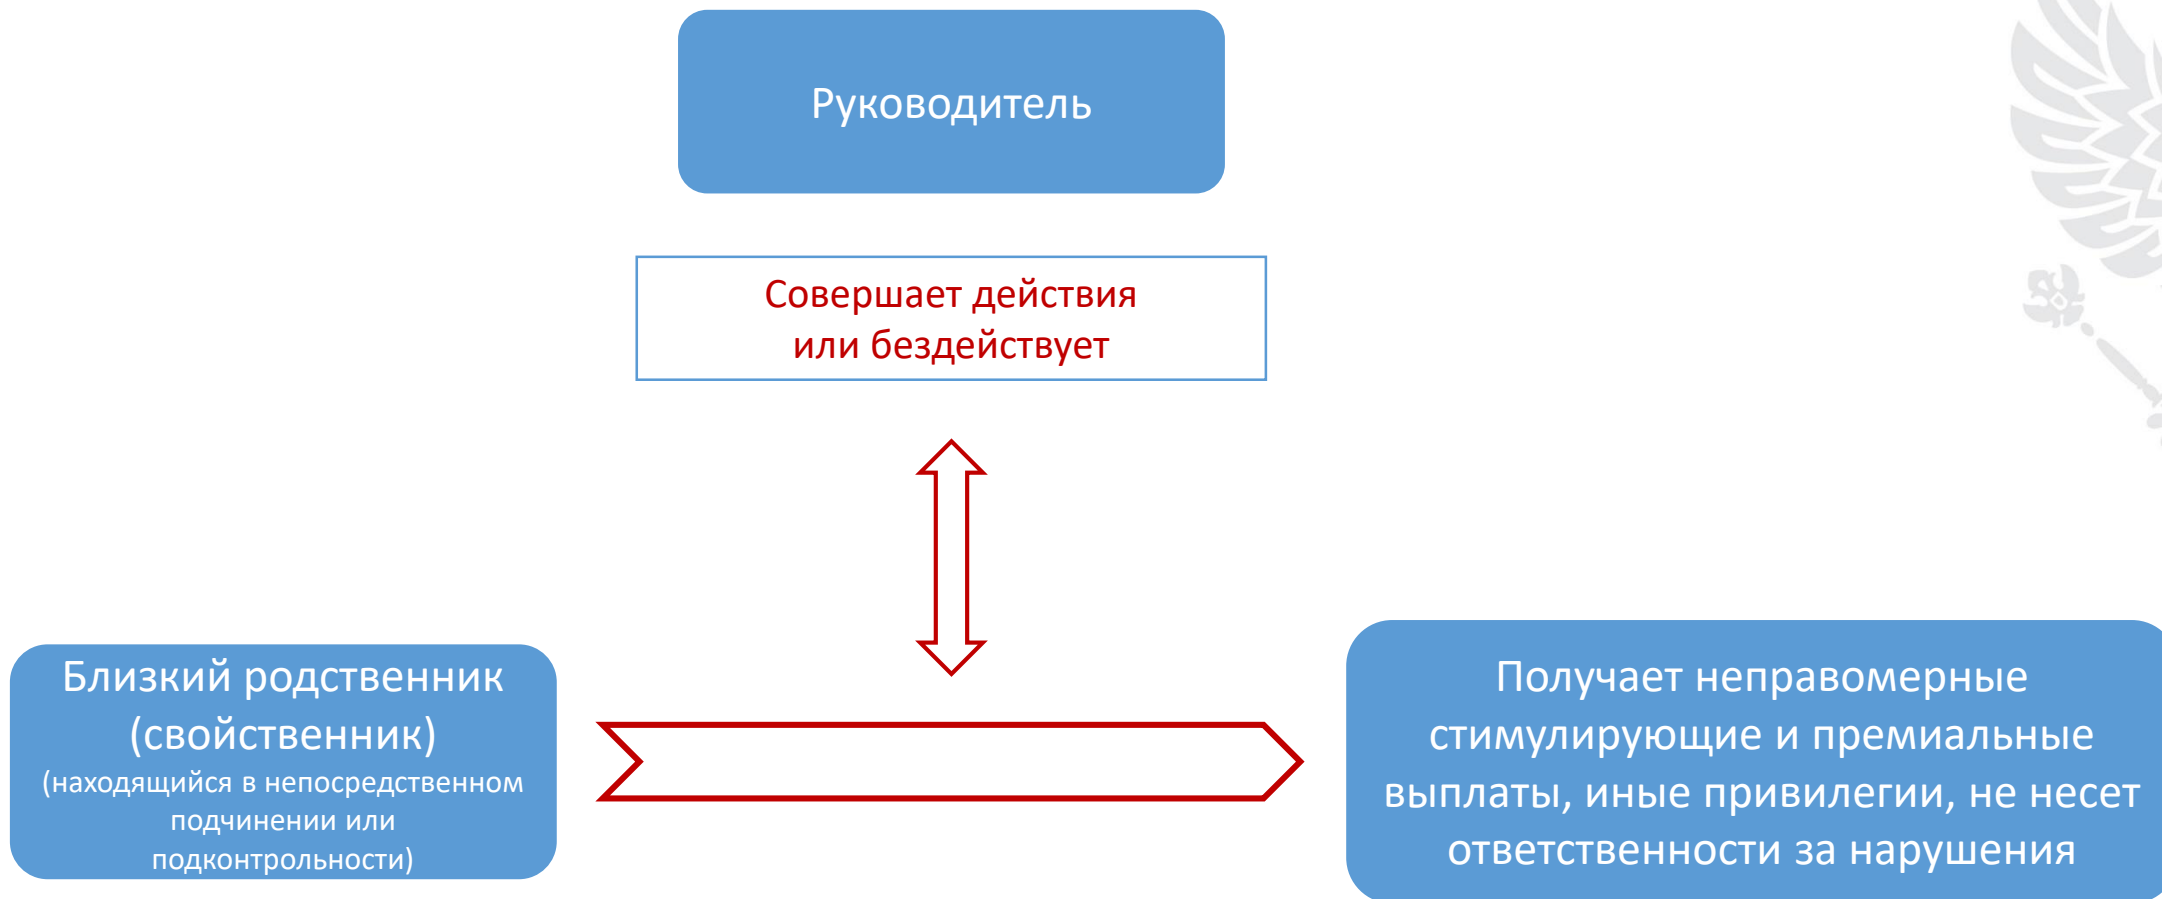 Руководитель
Совершает действия
или бездействует
Близкий родственник
(свойственник)
(находящийся в непосредственном
подчинении или
подконтрольности)
Получает неправомерные
стимулирующие и премиальные
выплаты, иные привилегии, не несет
ответственности за нарушения